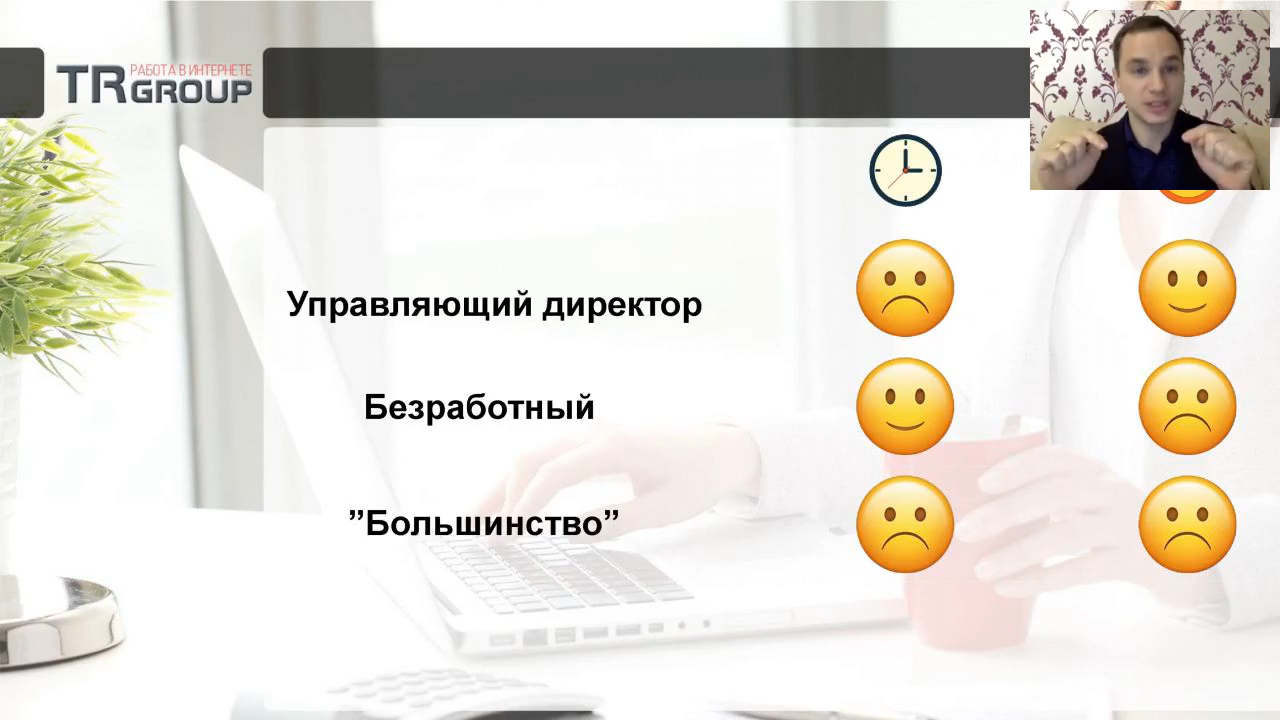 TR GROUP
РАБОТА В ИНТЕРНЕТЕ
Управляющий директор
Безработный
”Большинство”